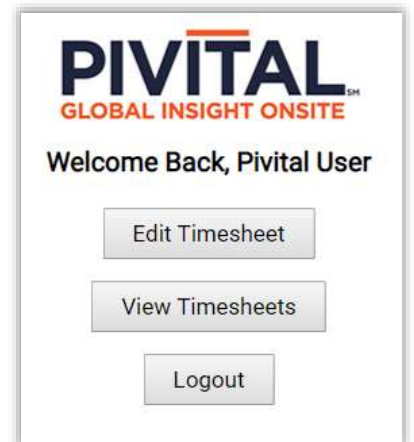 PIVITAL SM
GLOBAL INSIGHT ONSITE
Welcome Back, Pivital User
Edit Timesheet
View Timesheets
Logout